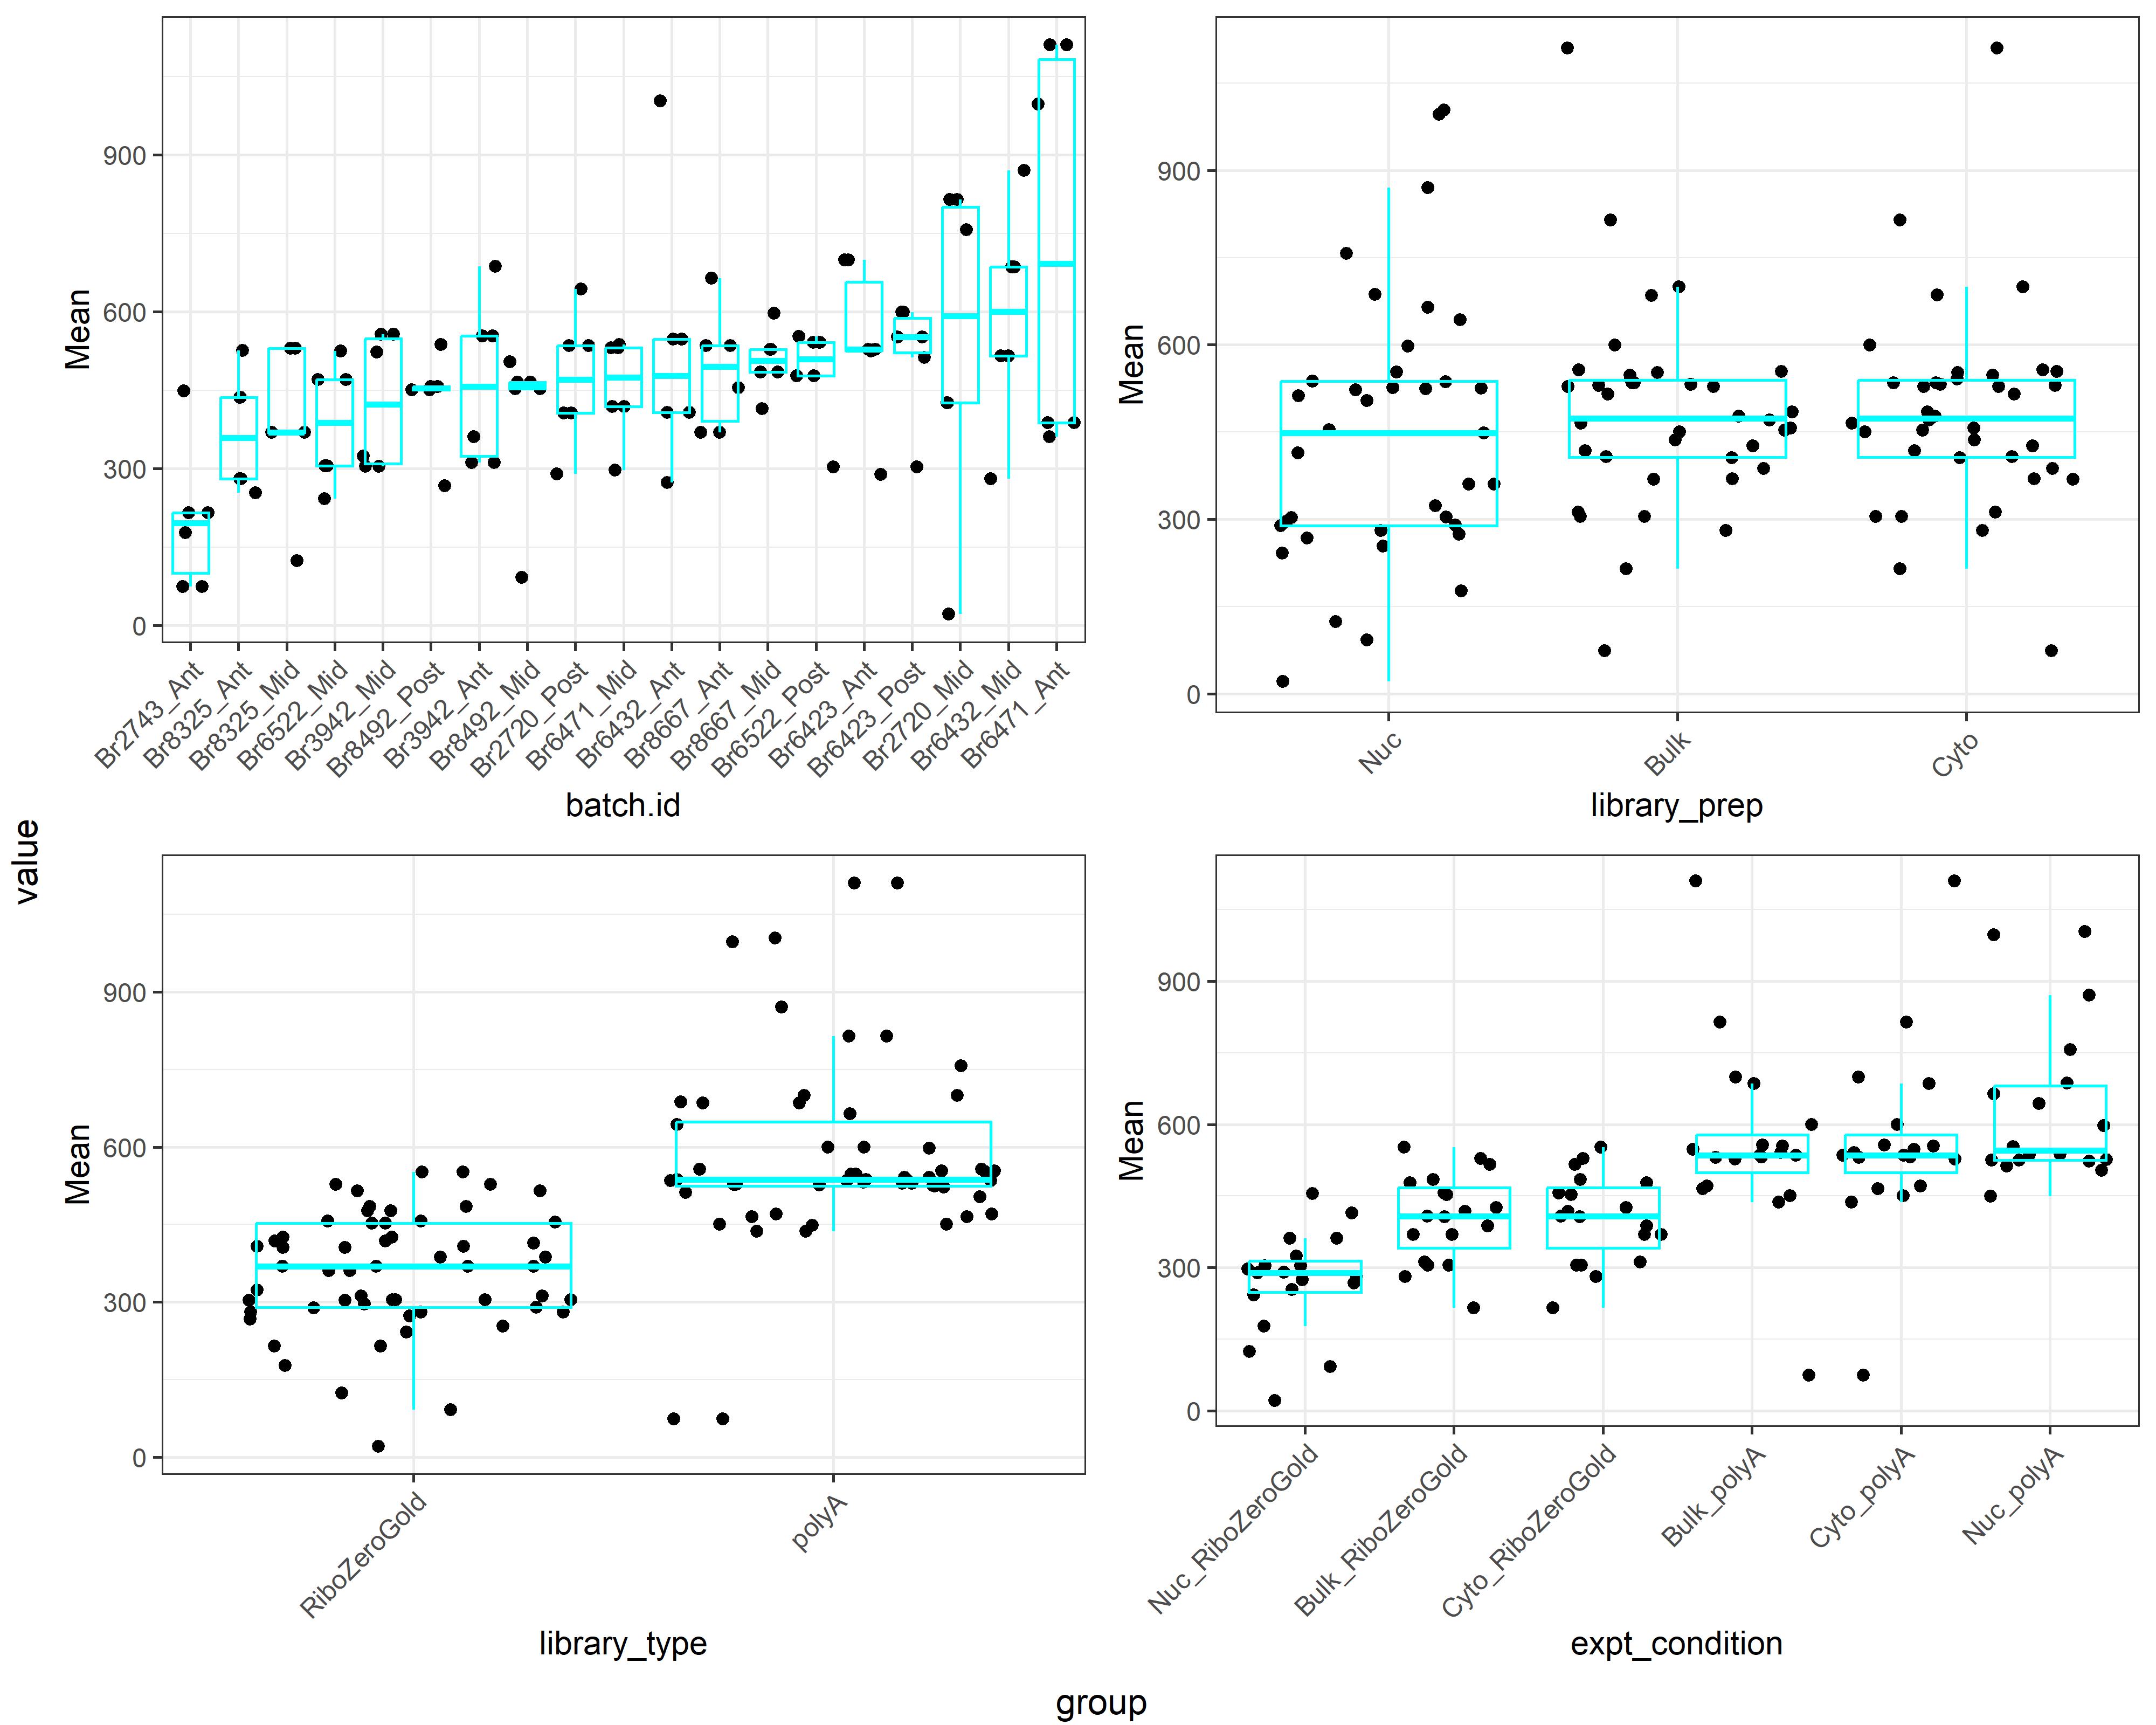 value
Mean
900
600
300
0
Br2743_Ant
Br8325_Ant
Br8325_Mid
Br6522_Mid
Br3942_Mid
Br8492_Post
Br3942_Ant
Br8492_Mid
Br2720_Post
Br6471_Mid
Br6432_Ant
Br8667_Ant
Br8667_Mid
Br6522_Post
Br6423_Ant
Br6423_Post
Br2720_Mid
Br6432_Mid
Br6471_Ant
batch.id
Mean
900
600
300
0
Nuc
Bulk
Cyto
library_prep
Mean
900
600
300
0
RiboZeroGold
polyA
library_type
Mean
900
600
300
0
Nuc_RiboZeroGold
Bulk_RiboZeroGold
Cyto_RiboZeroGold
Bulk_polyA
Cyto_polyA
Nuc_polyA
expt_condition
group